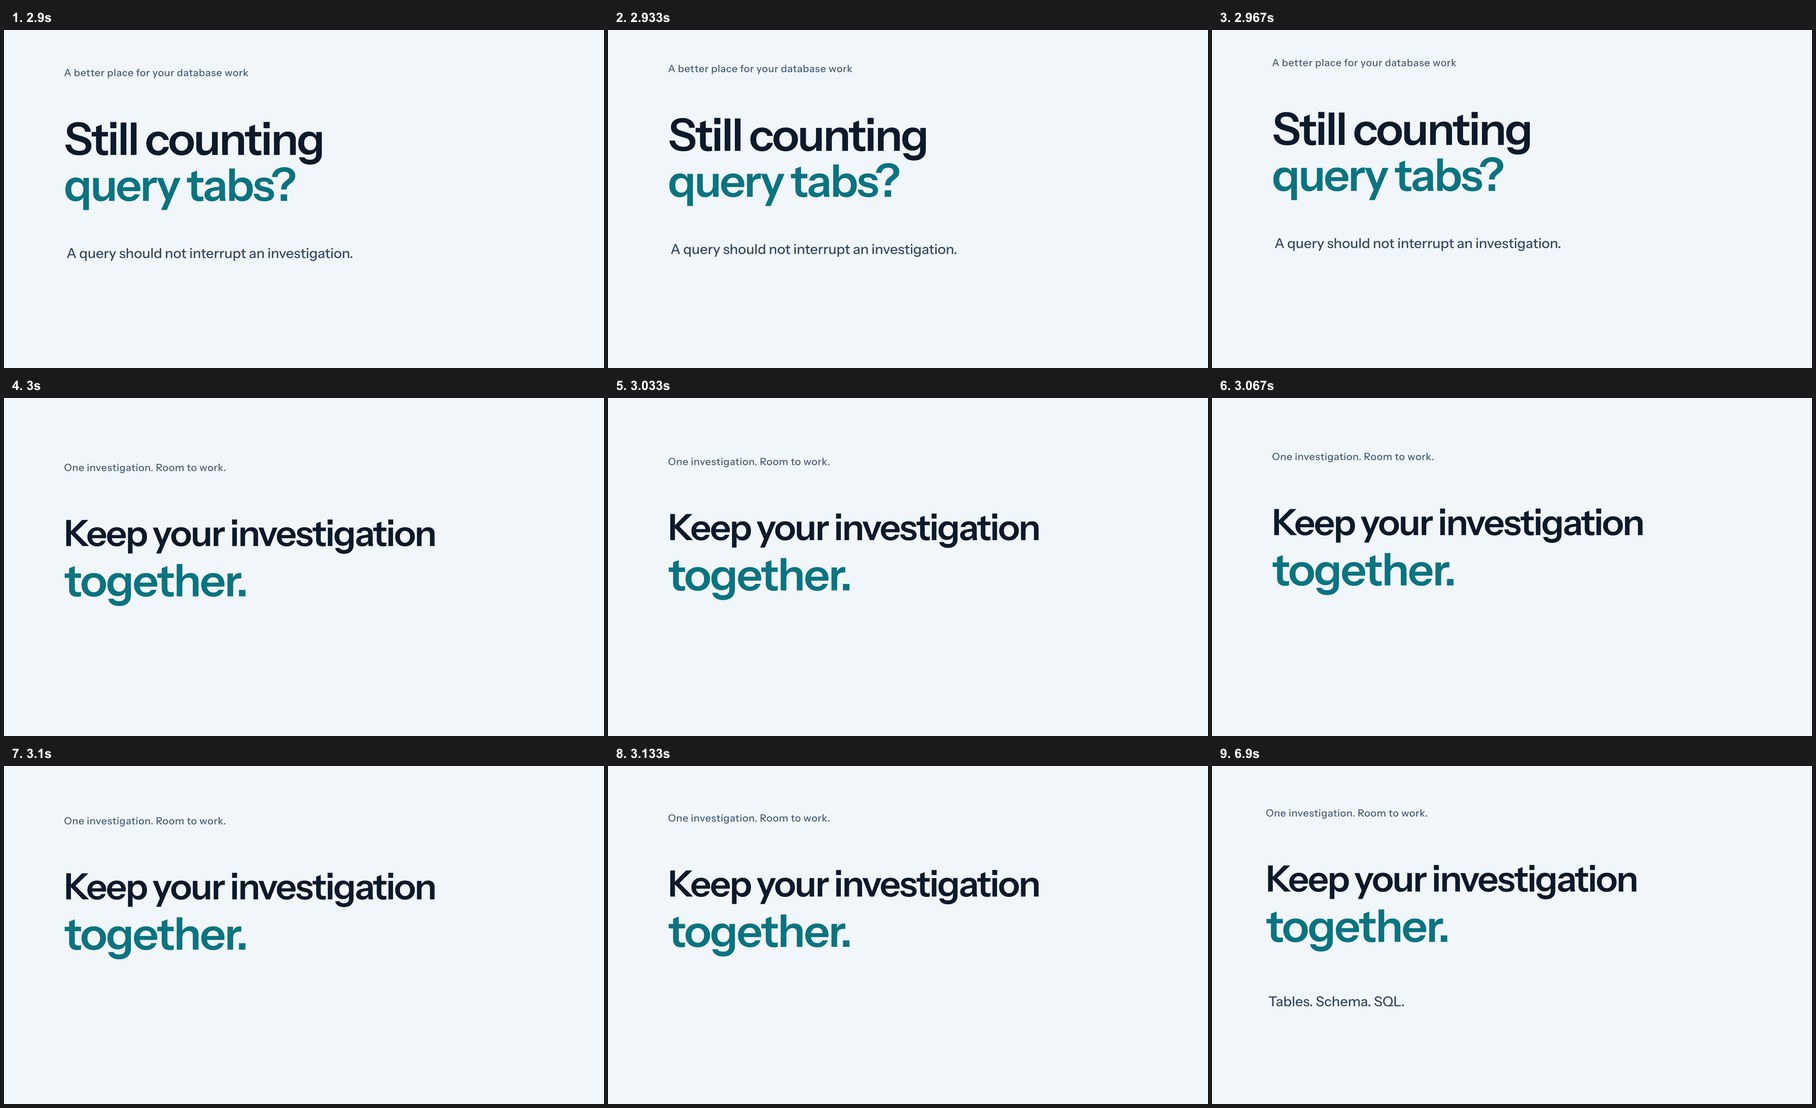 1. 2.9s
A better place for your database work
Still counting
query tabs?
A query should not interrupt an investigation.
2. 2.933s
A better place for your database work
Still counting
query tabs?
A query should not interrupt an investigation.
3. 2.967s
A better place for your database work
Still counting
query tabs?
A query should not interrupt an investigation.
4. 3s
One investigation. Room to work.
Keep your investigation
together.
5. 3.033s
One investigation. Room to work.
Keep your investigation
together.
6. 3.067s
One investigation. Room to work.
Keep your investigation
together.
7. 3.1s
One investigation. Room to work.
Keep your investigation
together.
8. 3.133s
One investigation. Room to work.
Keep your investigation
together.
9. 6.9s
One investigation. Room to work.
Keep your investigation
together.
Tables. Schema. SQL.